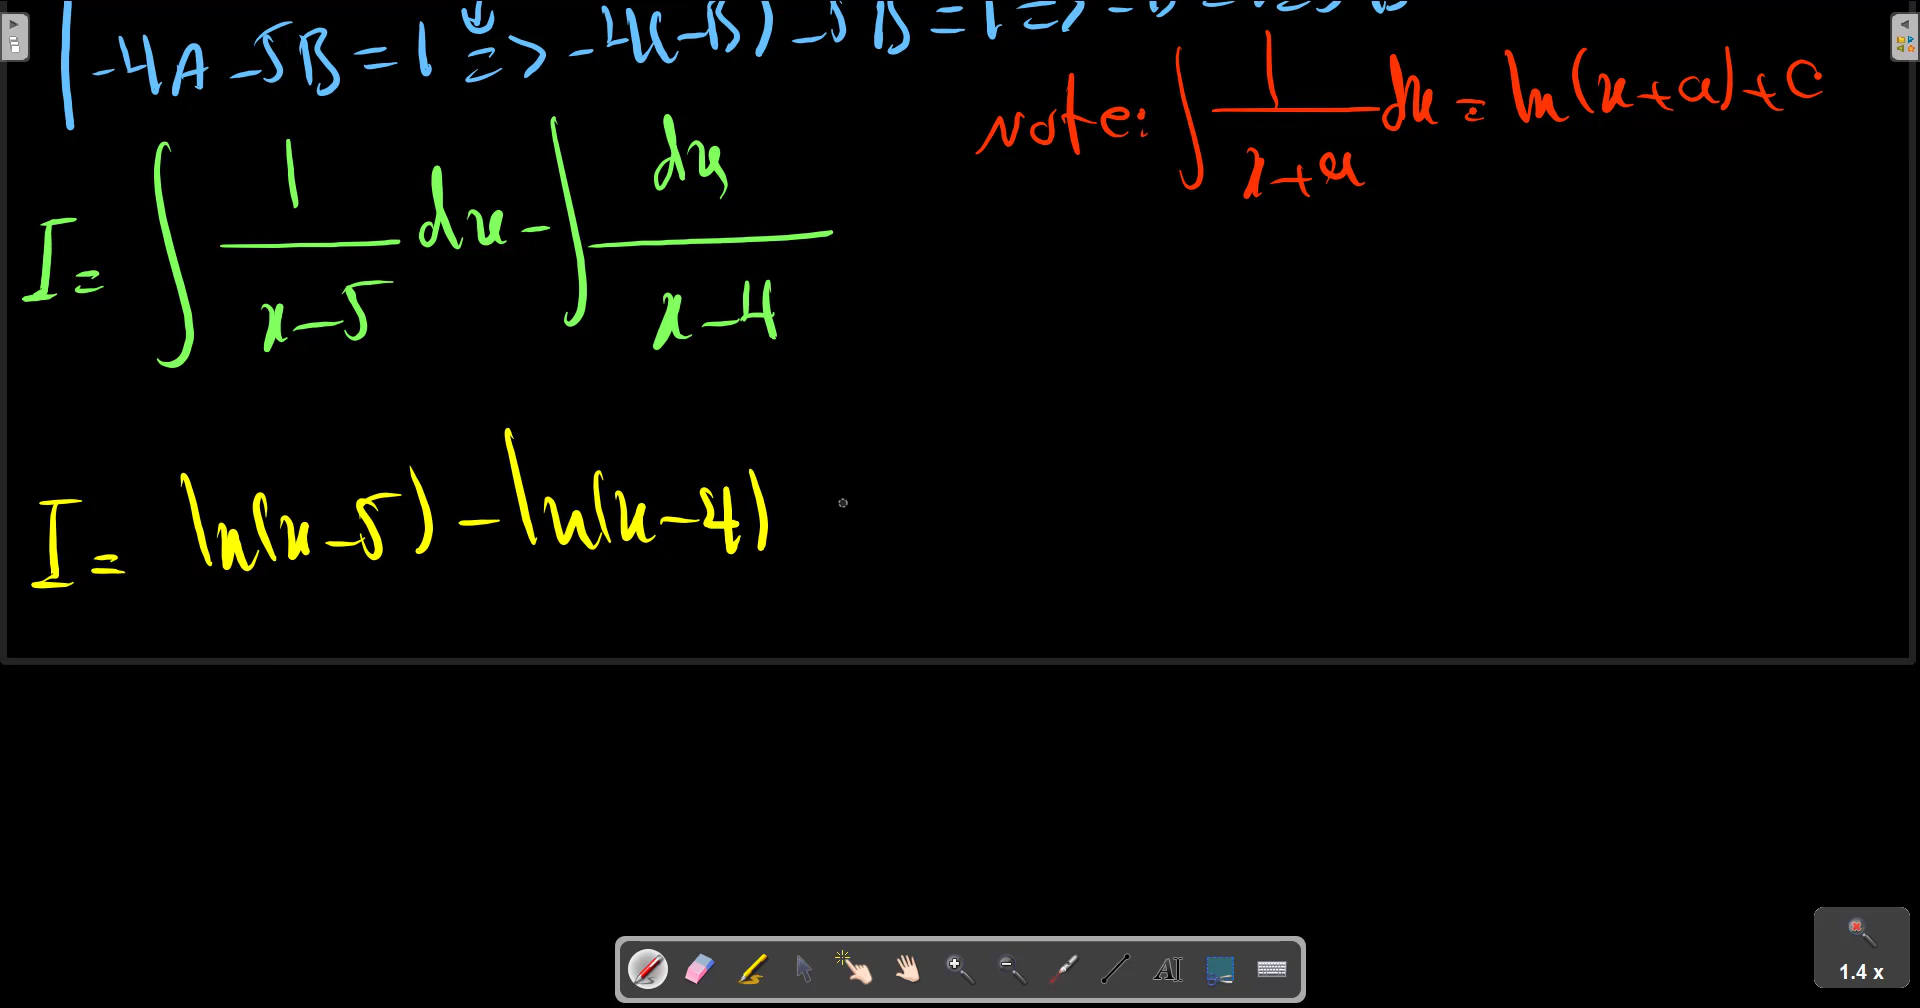 -4A -5B = 1 => -4(-B) -5B = 1 =>
note: ∫ 1/(x+a) dx = ln(x+a) + C
I = ∫ 1/(x-5) dx - ∫ dx/(x-4)
I = ln(x-5) - ln(x-4)
AI
1.4 x